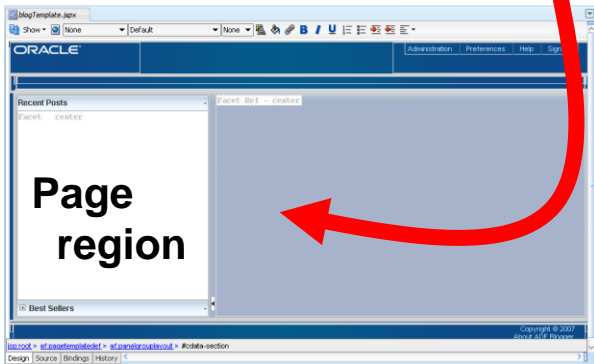 blogTemplate.jspx
Show None Default None B I U
ORACLE
Administration Preferences Help Sign
Recent Posts
Facet center
Facet Ref - center
Page
region
Best Sellers
Copyright © 2007
About ADF Blogger
jsp:root > af:pagetemplatedef > af:panelgrouplayout > #cdata-section
Design Source Bindings History